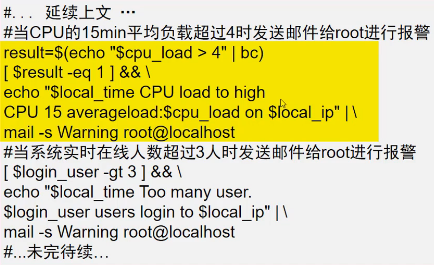 #... 延续上文 ...
#当CPU的15min平均负载超过4时发送邮件给root进行报警
result=$(echo "$cpu_load > 4" | bc)
[ $result -eq 1 ] && \
echo "$local_time CPU load to high
CPU 15 averageload:$cpu_load on $local_ip" | \
mail -s Warning root@localhost
#当系统实时在线人数超过3人时发送邮件给root进行报警
[ $login_user -gt 3 ] && \
echo "$local_time Too many user.
$login_user users login to $local_ip" | \
mail -s Warning root@localhost
#...未完待续...